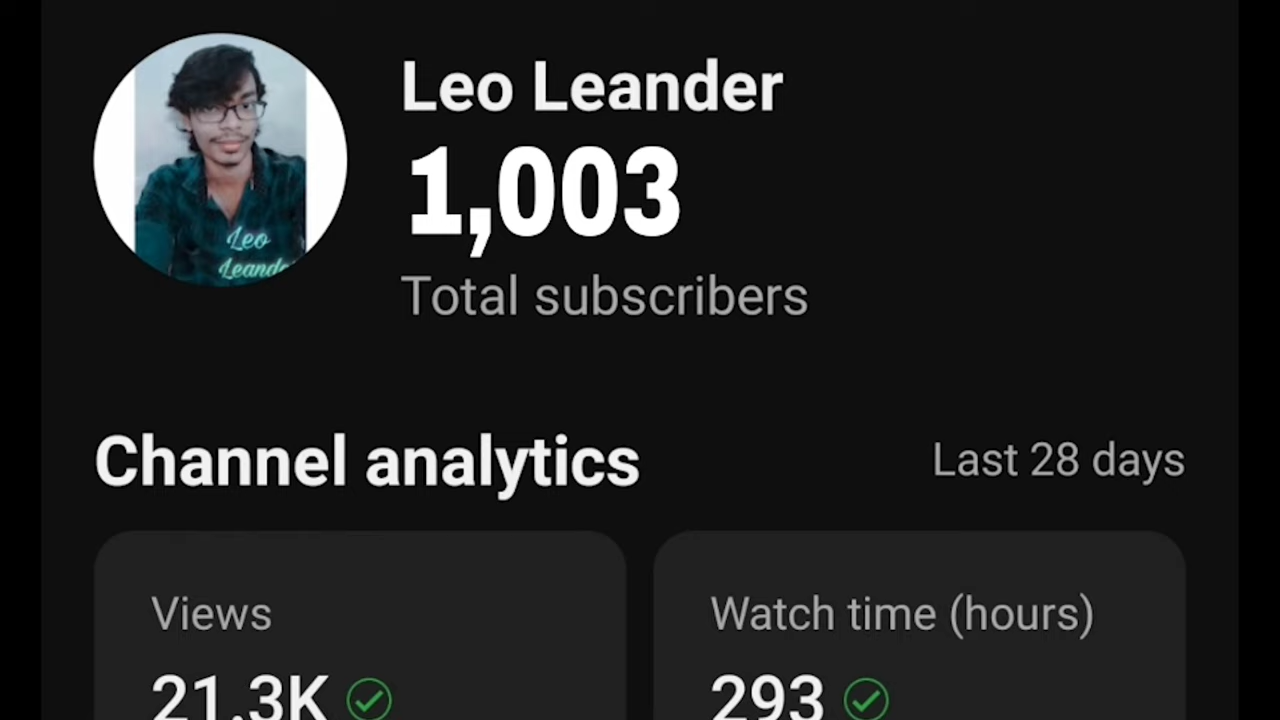 Leo Leander
1,003
Total subscribers
Leo
Leande
Channel analytics
Last 28 days
Views
Watch time (hours)
21.3K
293